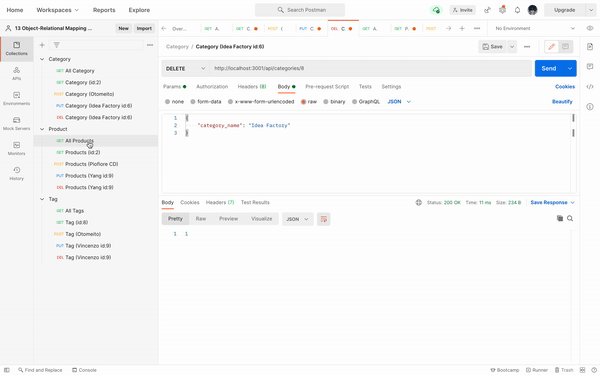 Home
Workspaces
Reports
Explore
Search Postman
Invite
Upgrade
13 Object-Relational Mapping ...
New
Import
Over...
GET A.
GET C.
PUT C
DEL C.
GET A.
GET P.
POST
No Environment
Collections
APIs
Environments
Mock Servers
Monitors
History
Category
GET All Category
GET Category (id:2)
POST Category (Otomeito)
PUT Category (Idea Factory id:6)
DEL Category (Idea Factory id:6)
Product
GET All Products
GET Products (id:2)
POST Products (Piofiore CD)
PUT Products (Yang id:9)
DEL Products (Yang id:9)
Tag
GET All Tags
GET Tag (id:6)
POST Tag (Otomeito)
PUT Tag (Vincenzo id:9)
DEL Tag (Vincenzo id:9)
Category / Category (Idea Factory id:6)
Save
DELETE
http://localhost:3001/api/categories/8
Send
Params
Authorization
Headers (8)
Body
Pre-request Script
Tests
Settings
Cookies
none
form-data
x-www-form-urlencoded
raw
binary
GraphQL
JSON
Beautify
1 {
2 "category_name": "Idea Factory"
3 }
Body
Cookies
Headers (7)
Test Results
Status: 200 OK
Time: 11 ms
Size: 234 B
Save Response
Pretty
Raw
Preview
Visualize
JSON
1 1
Find and Replace
Console
Bootcamp
Runner
Trash